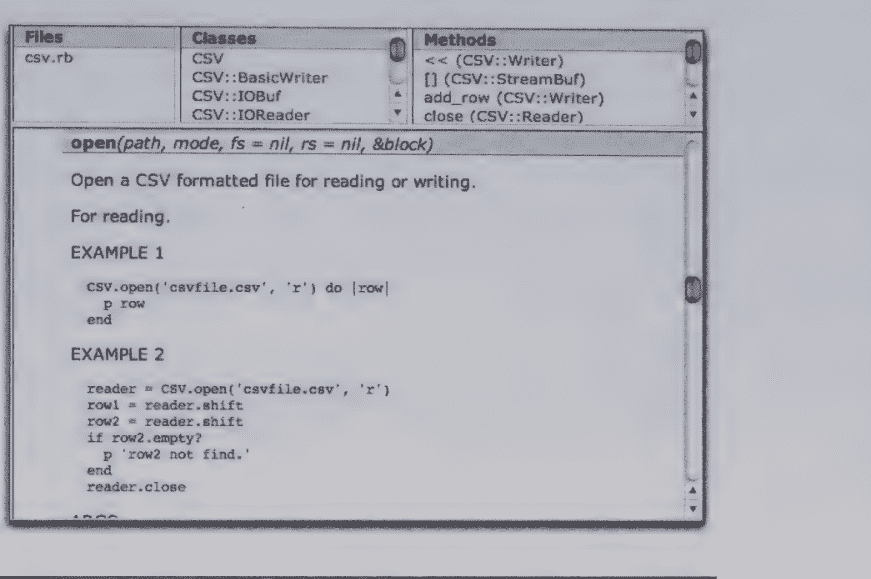 Files
csv.rb
Classes
CSV
CSV::BasicWriter
CSV::IOBuf
CSV::IOReader
Methods
<< (CSV::Writer)
[] (CSV::StreamBuf)
add_row (CSV::Writer)
close (CSV::Reader)
open(path, mode, fs = nil, rs = nil, &block)
Open a CSV formatted file for reading or writing.
For reading.
EXAMPLE 1
CSV.open('csvfile.csv', 'r') do |row|
p row
end
EXAMPLE 2
reader = CSV.open('csvfile.csv', 'r')
row1 = reader.shift
row2 = reader.shift
if row2.empty?
p 'row2 not find.'
end
reader.close